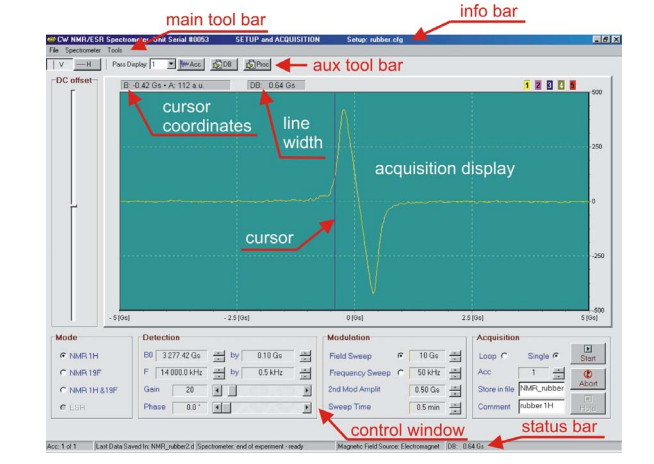 main tool bar
info bar
CW NMR/ESR Spectrometer Unit Serial #0053 SETUP and ACQUISITION Setup: rubber.cfg
File Spectrometer Tools
V H Pass Display 1 Acc DB Proc
aux tool bar
DC offset
B: -0.42 Gs • A: 112 a.u. DB: 0.64 Gs 1 2 3 4 5
cursor coordinates
line width
acquisition display
cursor
500
250
0
-250
-500
-5 [Gs] -2.5 [Gs] 0 [Gs] 2.5 [Gs] 5 [Gs]
Mode
NMR 1H
NMR 19F
NMR 1H &19F
ESR
Detection
B0 3 277.42 Gs by 0.10 Gs
F 14 000.0 kHz by 0.5 kHz
Gain 20
Phase 0.0 °
Modulation
Field Sweep 10 Gs
Frequency Sweep 50 kHz
2nd Mod Amplit 0.50 Gs
Sweep Time 0.5 min
Acquisition
Loop Single Start
Acc 1 Abort
Store in file NMR_rubber
Comment rubber 1H
control window
status bar
Acc: 1 of 1 Last Data Saved In: NMR_rubber2.d Spectrometer: end of experiment - ready Magnetic Field Source: Electromagnet DB: 0.64 Gs